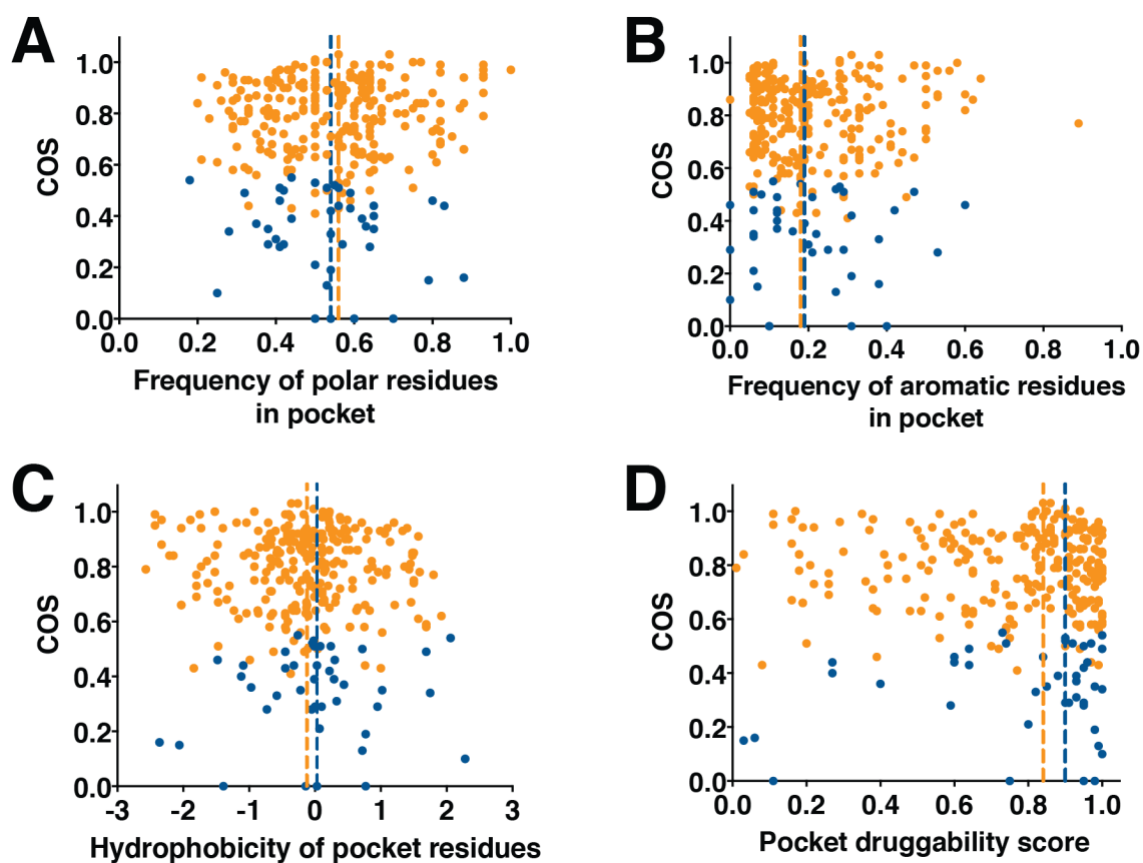 A
COS
1.0
0.8
0.6
0.4
0.2
0.0
0.0 0.2 0.4 0.6 0.8 1.0
Frequency of polar residues
in pocket
B
COS
1.0
0.8
0.6
0.4
0.2
0.0
0.0 0.2 0.4 0.6 0.8 1.0
Frequency of aromatic residues
in pocket
C
COS
1.0
0.8
0.6
0.4
0.2
0.0
-3 -2 -1 0 1 2 3
Hydrophobicity of pocket residues
D
COS
1.0
0.8
0.6
0.4
0.2
0.0
0.0 0.2 0.4 0.6 0.8 1.0
Pocket druggability score